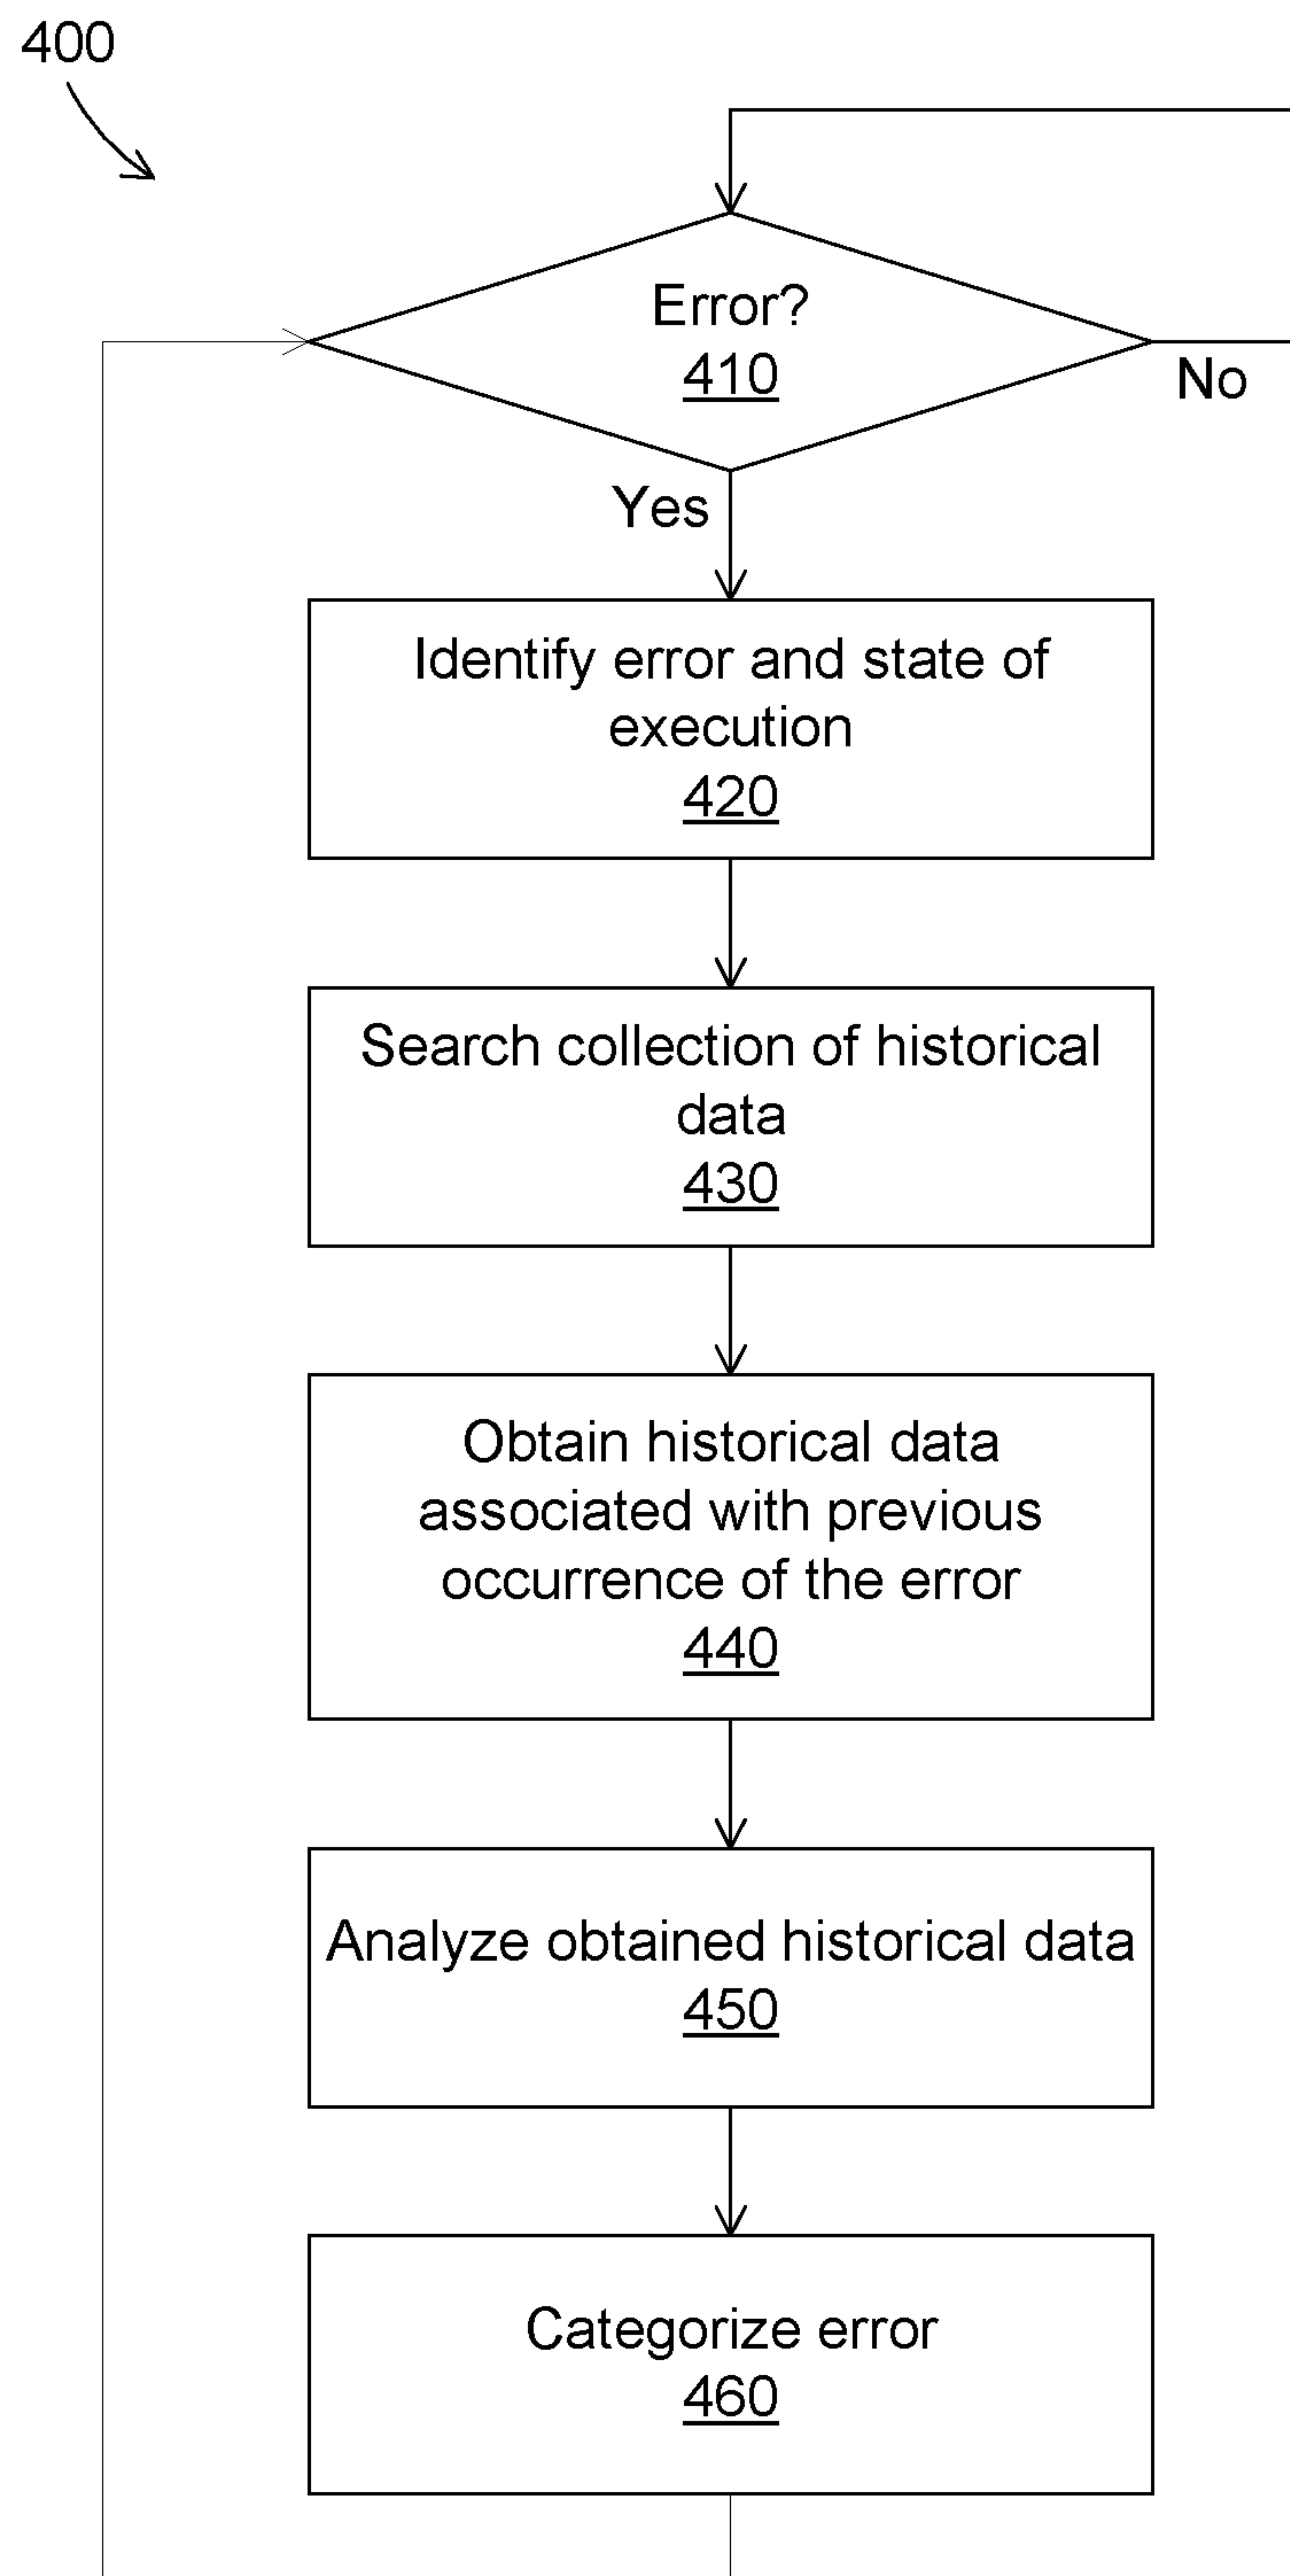 400
Error?
410
No
Yes
Identify error and state of
execution
420
Search collection of historical
data
430
Obtain historical data
associated with previous
occurrence of the error
440
Analyze obtained historical data
450
Categorize error
460